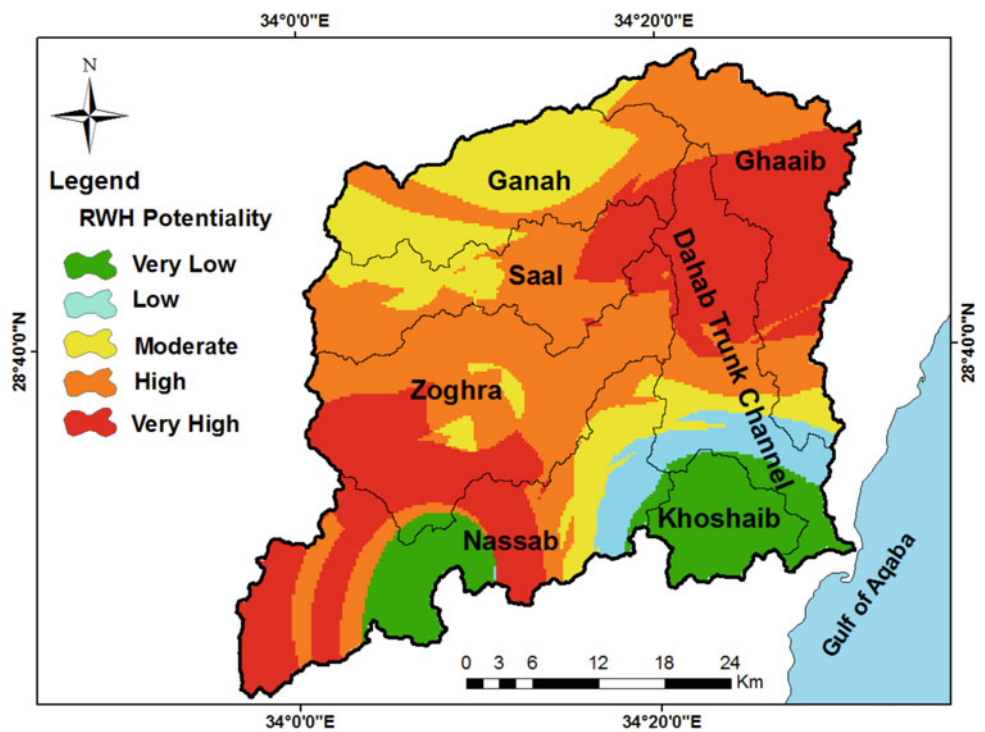 34°0'0"E
34°20'0"E
N
Legend
RWH Potentiality
Very Low
Low
Moderate
High
Very High
28°40'0"N
28°40'0"N
Ganah
Ghaaib
Saal
Dahab Trunk Channel
Zoghra
Nassab
Khoshaib
Gulf of Aqaba
0 3 6 12 18 24
Km
34°0'0"E
34°20'0"E